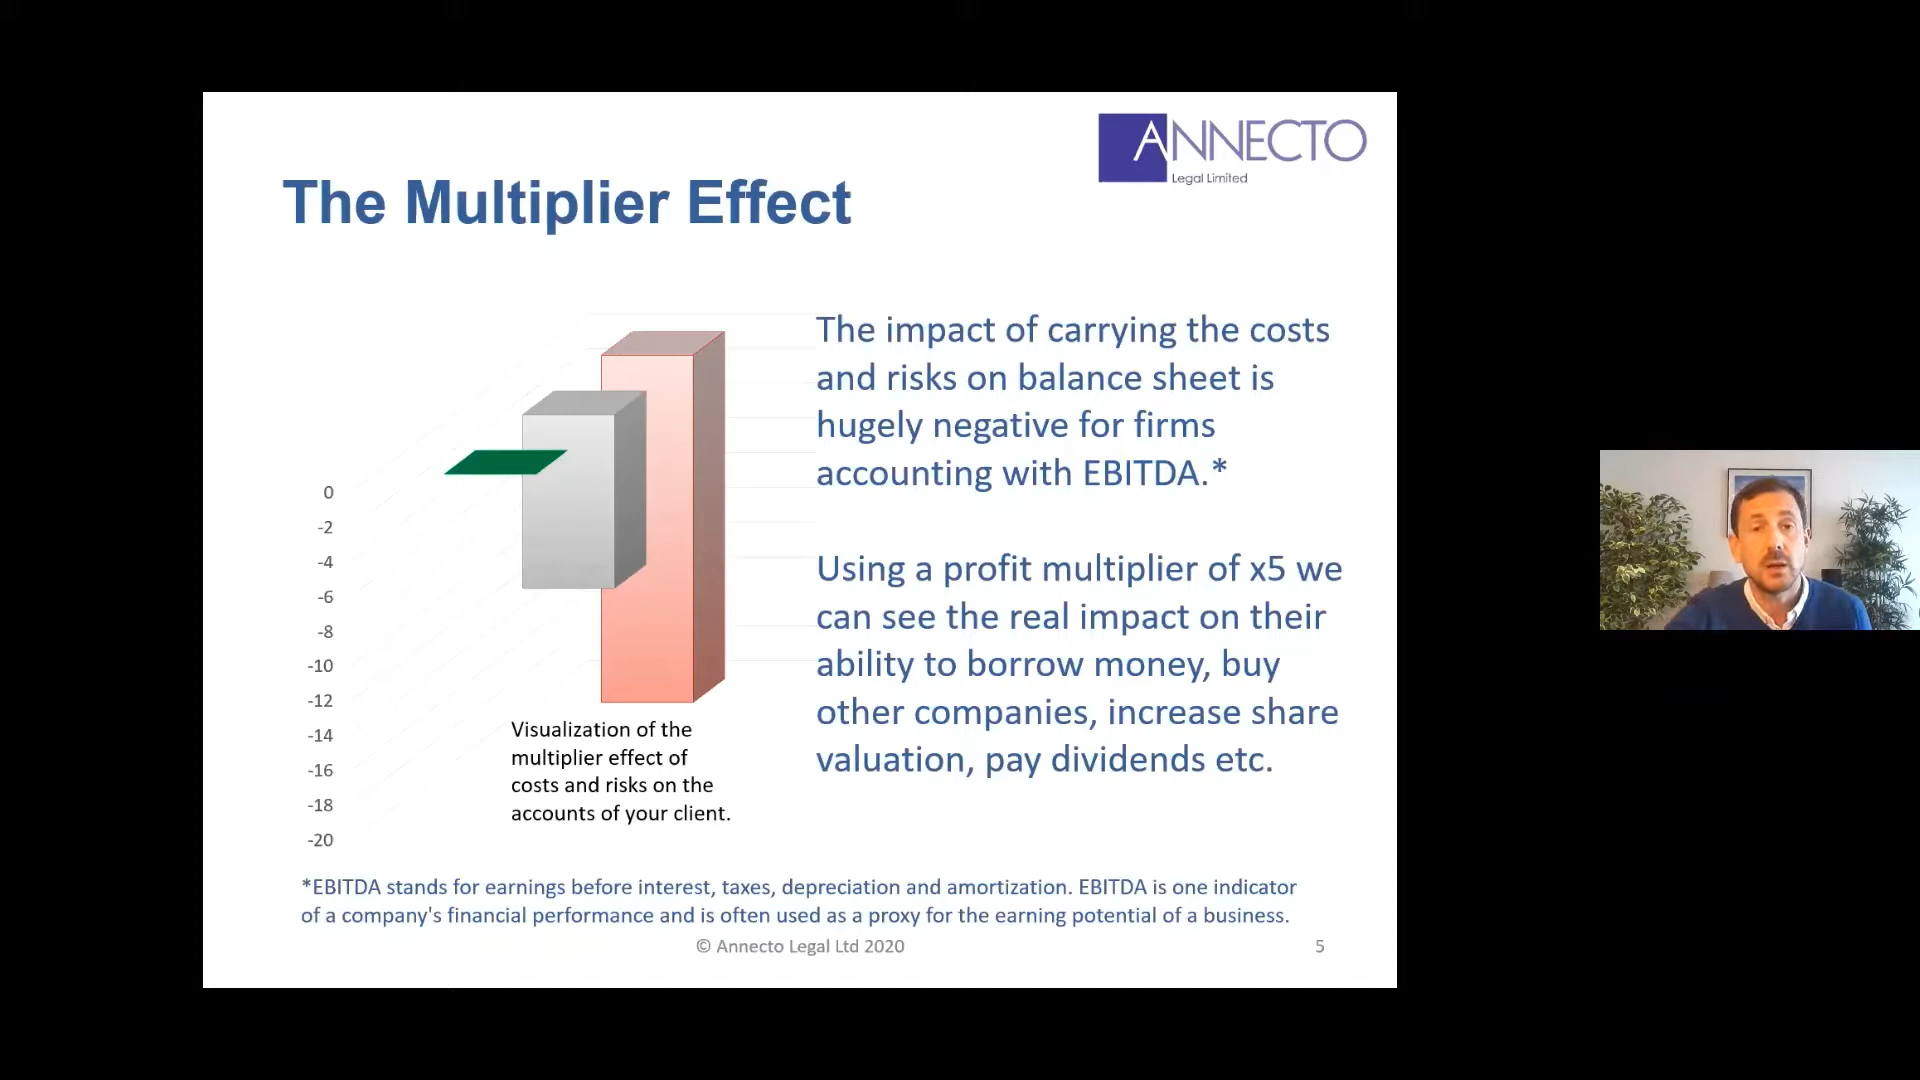 ANNECTO
Legal Limited
The Multiplier Effect
The impact of carrying the costs
and risks on balance sheet is
hugely negative for firms
accounting with EBITDA.*
Using a profit multiplier of x5 we
can see the real impact on their
ability to borrow money, buy
other companies, increase share
valuation, pay dividends etc.
0
-2
-4
-6
-8
-10
-12
-14
-16
-18
-20
Visualization of the
multiplier effect of
costs and risks on the
accounts of your client.
*EBITDA stands for earnings before interest, taxes, depreciation and amortization. EBITDA is one indicator
of a company's financial performance and is often used as a proxy for the earning potential of a business.
© Annecto Legal Ltd 2020
5